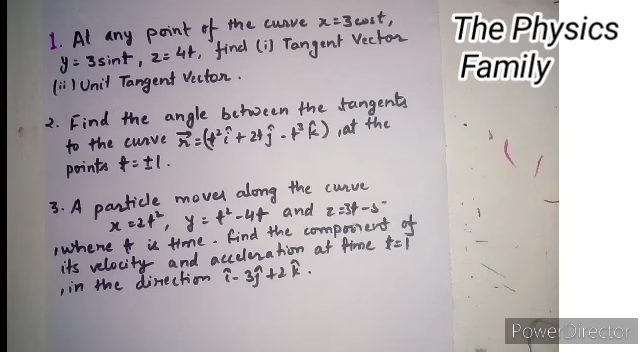 1. At any point of the curve x=3cost,
y=3sint, z=4t, find (i) Tangent Vector
(ii) Unit Tangent Vector.
2. Find the angle between the tangents
to the curve r⃗=(t²î+2tĵ-t³k̂), at the
points t=±1.
3. A particle moves along the curve
x=2t², y=t²-4t and z=3t-5
, where t is time. find the component of
its velocity and acceleration at time t=1
, in the direction î-3ĵ+2k̂.
The Physics
Family
PowerDirector